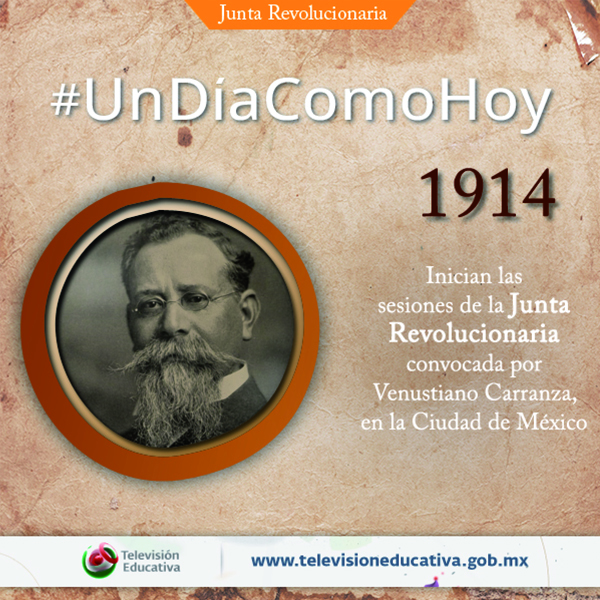 Junta Revolucionaria
#UnDíaComoHoy
1914
Inician las
sesiones de la Junta
Revolucionaria
convocada por
Venustiano Carranza,
en la Ciudad de México
Televisión
Educativa
www.televisioneducativa.gob.mx